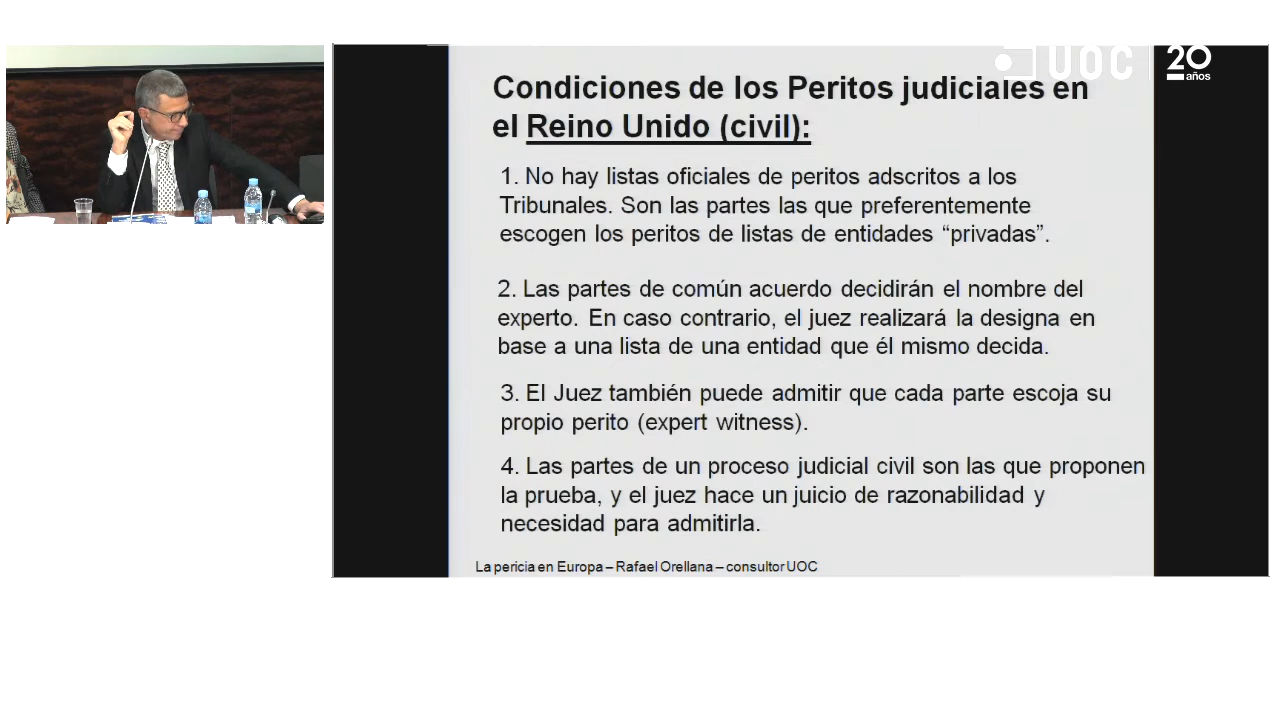 UOC
20
años
Condiciones de los Peritos judiciales en
el Reino Unido (civil):
1. No hay listas oficiales de peritos adscritos a los
Tribunales. Son las partes las que preferentemente
escogen los peritos de listas de entidades “privadas”.
2. Las partes de común acuerdo decidirán el nombre del
experto. En caso contrario, el juez realizará la designa en
base a una lista de una entidad que él mismo decida.
3. El Juez también puede admitir que cada parte escoja su
propio perito (expert witness).
4. Las partes de un proceso judicial civil son las que proponen
la prueba, y el juez hace un juicio de razonabilidad y
necesidad para admitirla.
La pericia en Europa – Rafael Orellana – consultor UOC